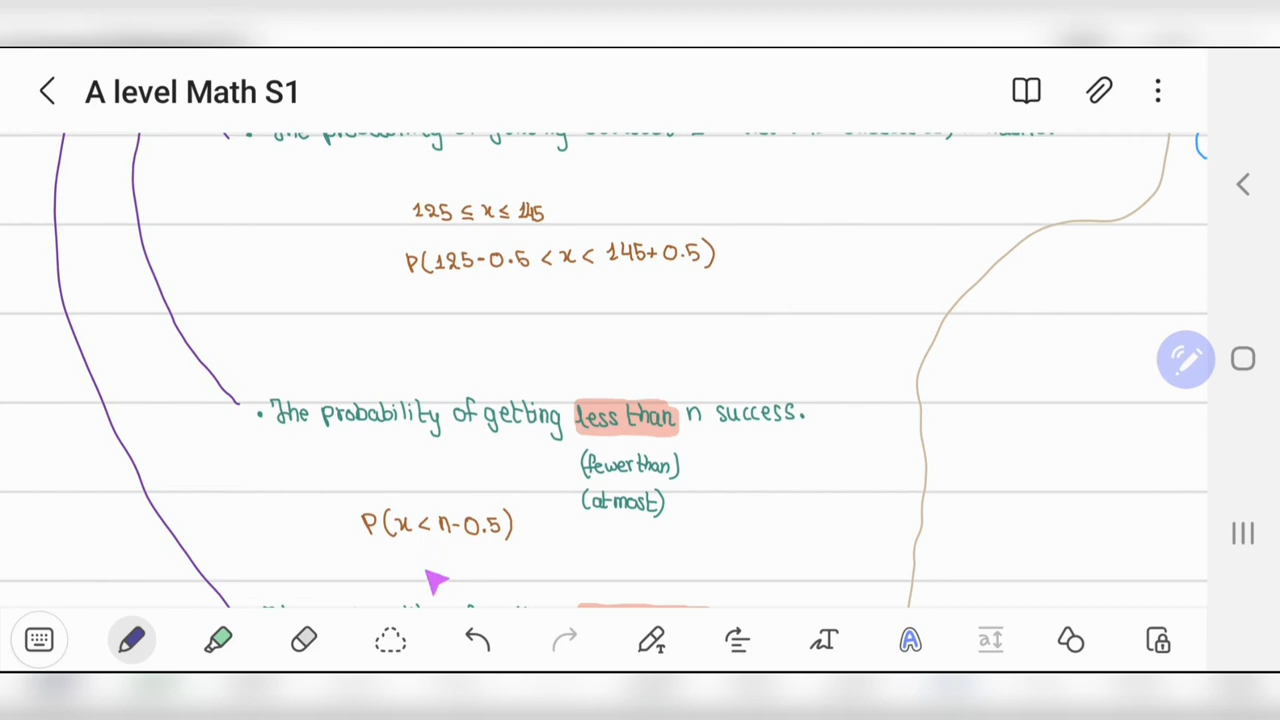 A level Math S1
125 ≤ x ≤ 145
P(125-0.5 < x < 145+0.5)
• The probability of getting less than n success.
(fewer than)
(at most)
P(x < n-0.5)